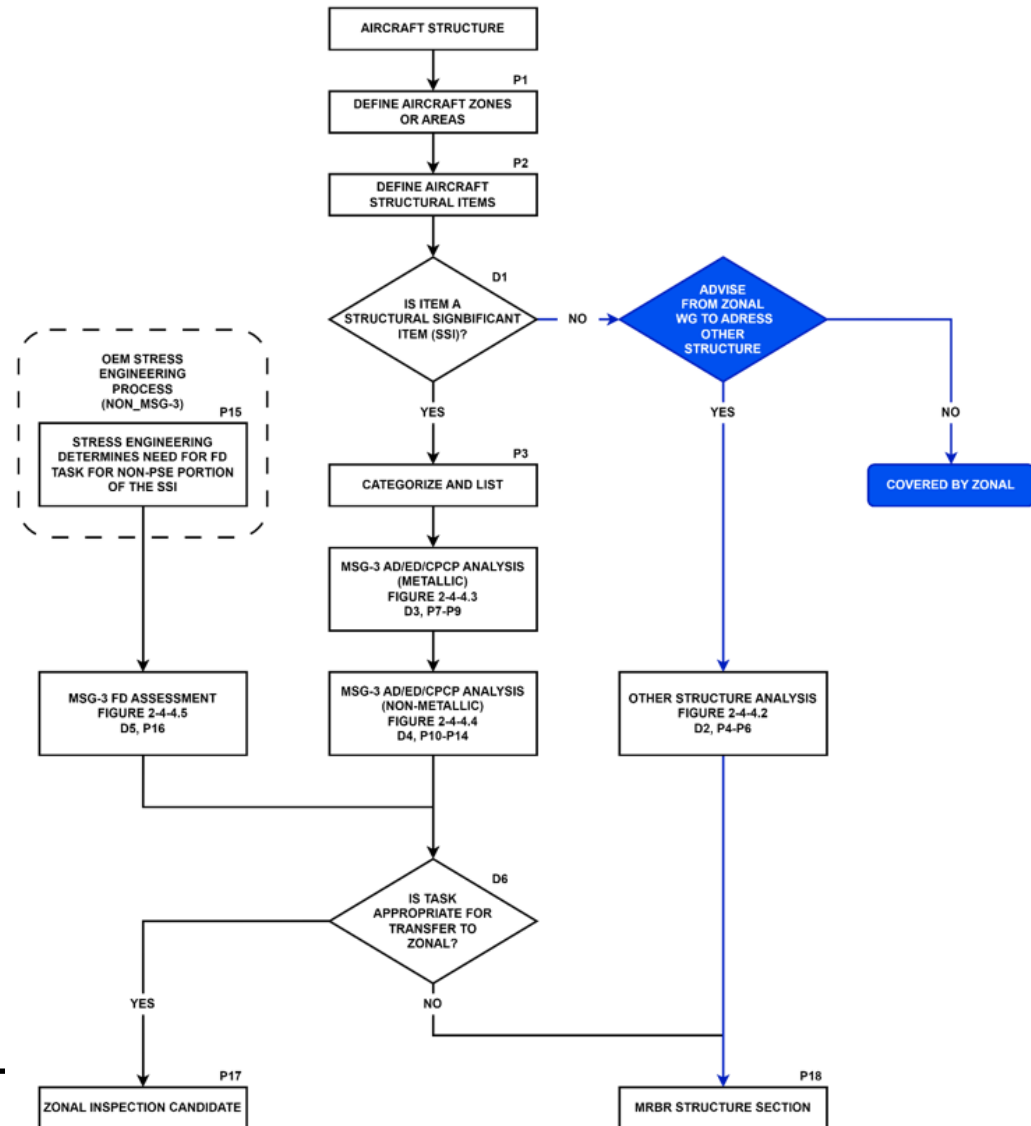 AIRCRAFT STRUCTURE
P1
DEFINE AIRCRAFT ZONES
OR AREAS
P2
DEFINE AIRCRAFT
STRUCTURAL ITEMS
D1
IS ITEM A
STRUCTURAL SIGNBIFICANT
ITEM (SSI)?
NO
ADVISE
FROM ZONAL
WG TO ADRESS
OTHER
STRUCTURE
OEM STRESS
ENGINEERING
PROCESS
(NON_MSG-3)
P15
STRESS ENGINEERING
DETERMINES NEED FOR FD
TASK FOR NON-PSE PORTION
OF THE SSI
YES
YES
NO
P3
CATEGORIZE AND LIST
COVERED BY ZONAL
MSG-3 AD/ED/CPCP ANALYSIS
(METALLIC)
FIGURE 2-4-4.3
D3, P7-P9
MSG-3 FD ASSESSMENT
FIGURE 2-4-4.5
D5, P16
MSG-3 AD/ED/CPCP ANALYSIS
(NON-METALLIC)
FIGURE 2-4-4.4
D4, P10-P14
OTHER STRUCTURE ANALYSIS
FIGURE 2-4-4.2
D2, P4-P6
D6
IS TASK
APPROPRIATE FOR
TRANSFER TO
ZONAL?
YES
NO
P17
ZONAL INSPECTION CANDIDATE
P18
MRBR STRUCTURE SECTION